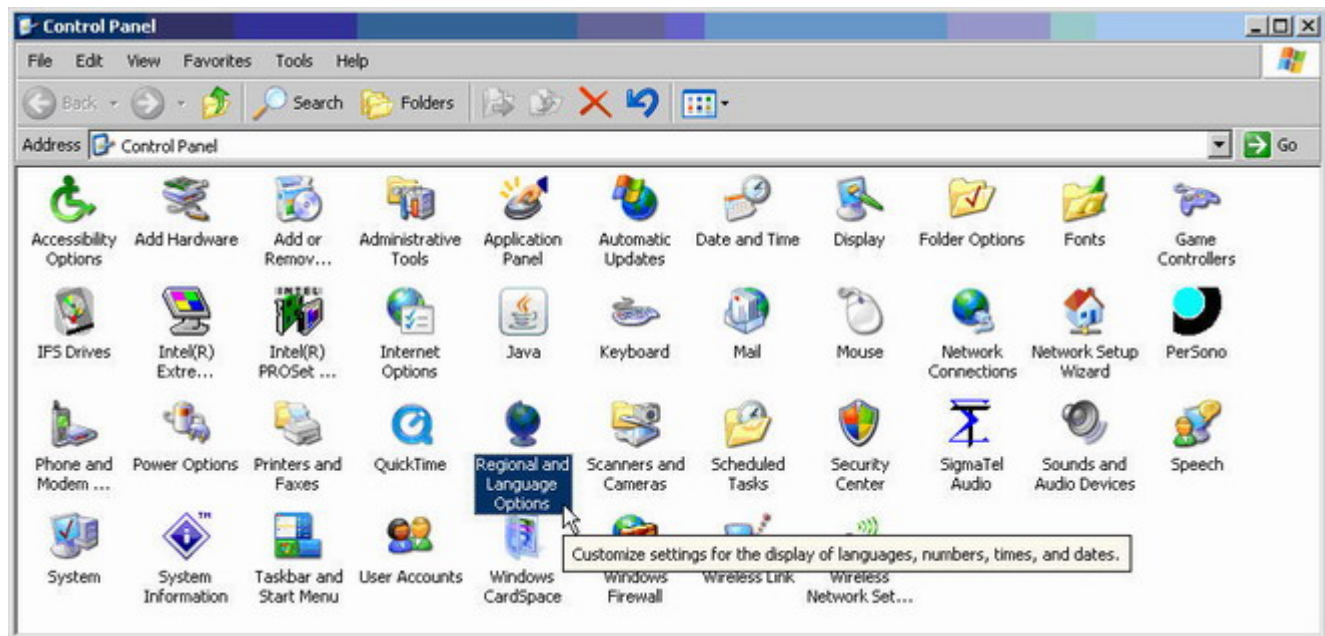 Control Panel
File Edit View Favorites Tools Help
Back Search Folders
Address Control Panel Go
Accessibility Options
Add Hardware
Add or Remov...
Administrative Tools
Application Panel
Automatic Updates
Date and Time
Display
Folder Options
Fonts
Game Controllers
IFS Drives
Intel(R) Extre...
INTEL
Intel(R) PROSet ...
Internet Options
Java
Keyboard
Mail
Mouse
Network Connections
Network Setup Wizard
PerSono
Phone and Modem ...
Power Options
Printers and Faxes
QuickTime
Regional and Language Options
Scanners and Cameras
Scheduled Tasks
Security Center
SigmaTel Audio
Sounds and Audio Devices
Speech
System
TM
System Information
Taskbar and Start Menu
User Accounts
Windows CardSpace
Customize settings for the display of languages, numbers, times, and dates.
Windows Firewall
Wireless Link
Wireless Network Set...